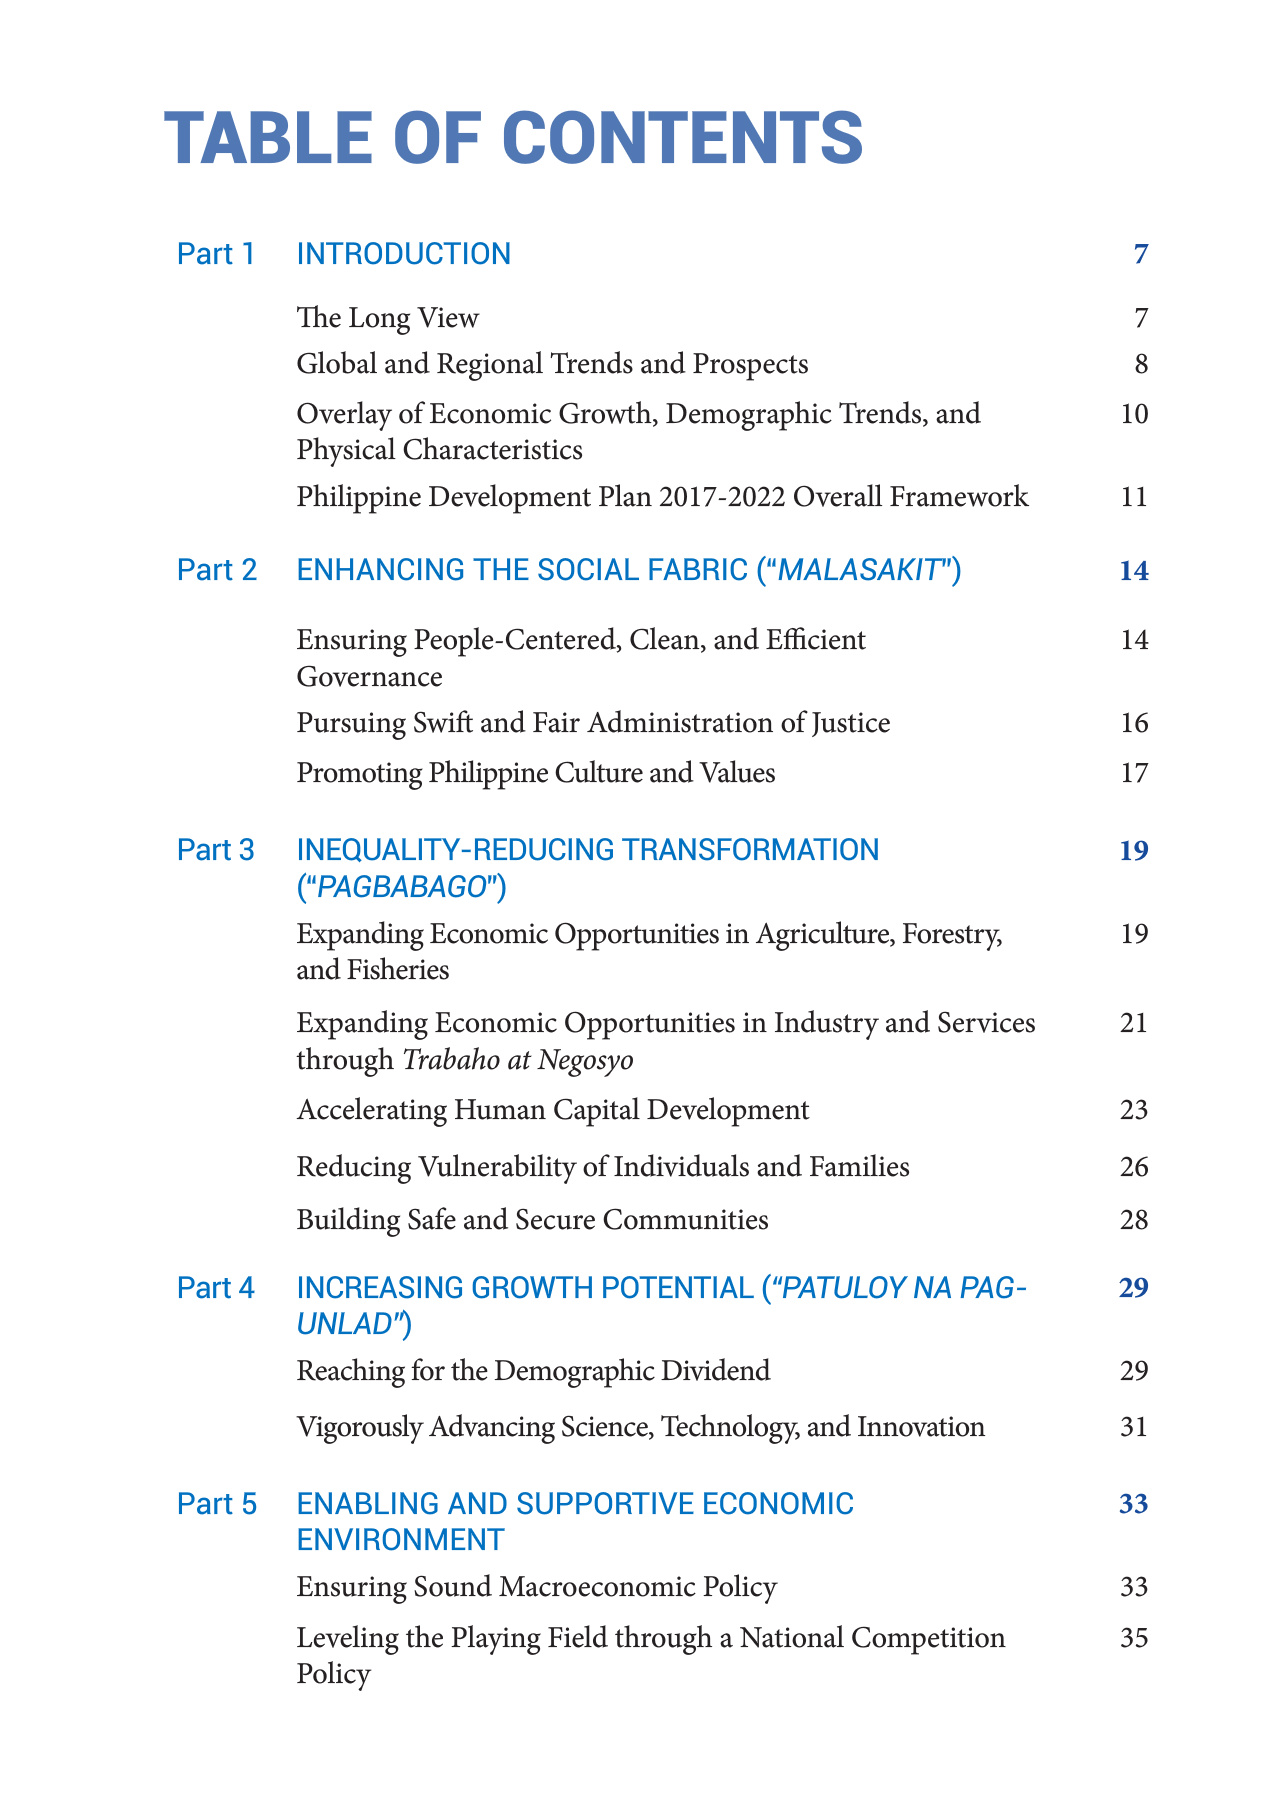 TABLE OF CONTENTS
Part 1 INTRODUCTION 7
The Long View 7
Global and Regional Trends and Prospects 8
Overlay of Economic Growth, Demographic Trends, and 10
Physical Characteristics
Philippine Development Plan 2017-2022 Overall Framework 11
Part 2 ENHANCING THE SOCIAL FABRIC (“MALASAKIT”) 14
Ensuring People-Centered, Clean, and Efficient 14
Governance
Pursuing Swift and Fair Administration of Justice 16
Promoting Philippine Culture and Values 17
Part 3 INEQUALITY-REDUCING TRANSFORMATION 19
(“PAGBABAGO”)
Expanding Economic Opportunities in Agriculture, Forestry, 19
and Fisheries
Expanding Economic Opportunities in Industry and Services 21
through Trabaho at Negosyo
Accelerating Human Capital Development 23
Reducing Vulnerability of Individuals and Families 26
Building Safe and Secure Communities 28
Part 4 INCREASING GROWTH POTENTIAL (“PATULOY NA PAG- 29
UNLAD”)
Reaching for the Demographic Dividend 29
Vigorously Advancing Science, Technology, and Innovation 31
Part 5 ENABLING AND SUPPORTIVE ECONOMIC 33
ENVIRONMENT
Ensuring Sound Macroeconomic Policy 33
Leveling the Playing Field through a National Competition 35
Policy